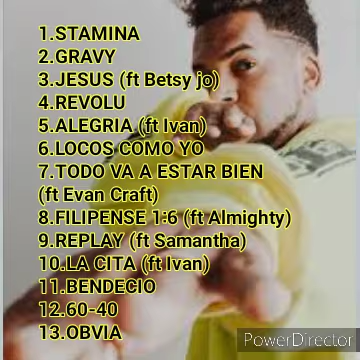 1.STAMINA
2.GRAVY
3.JESUS (ft Betsy jo)
4.REVOLU
5.ALEGRIA (ft Ivan)
6.LOCOS COMO YO
7.TODO VA A ESTAR BIEN
(ft Evan Craft)
8.FILIPENSE 1:6 (ft Almighty)
9.REPLAY (ft Samantha)
10.LA CITA (ft Ivan)
11.BENDECIO
12.60-40
13.OBVIA
PowerDirector